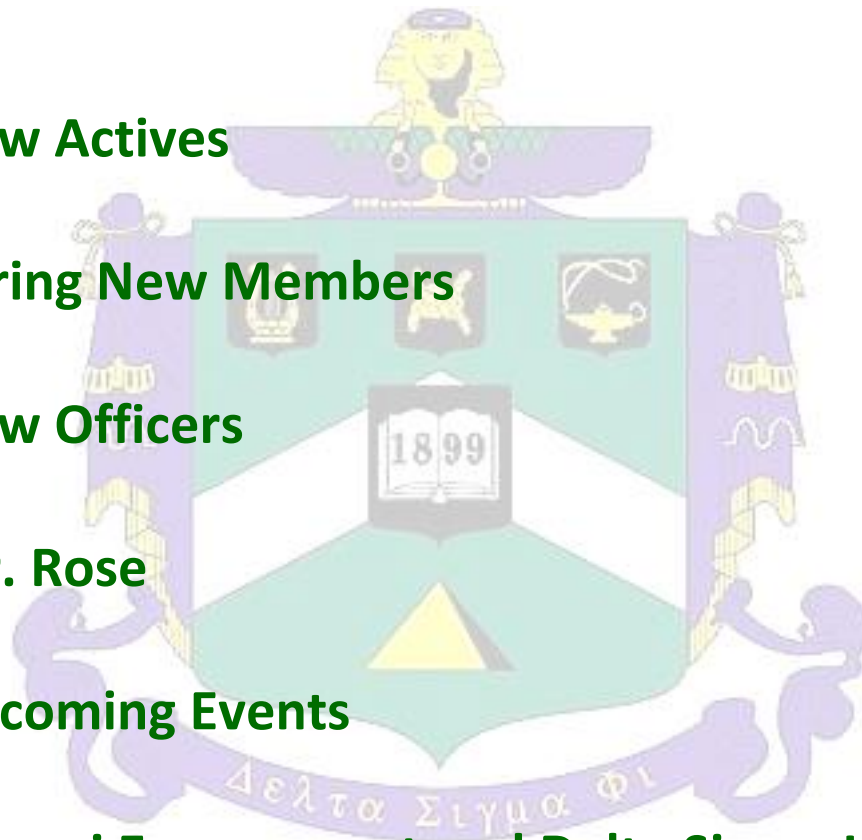 w Actives
ring New Members
w Officers
. Rose
coming Events
Δελτα Σιγμα Φι
1899